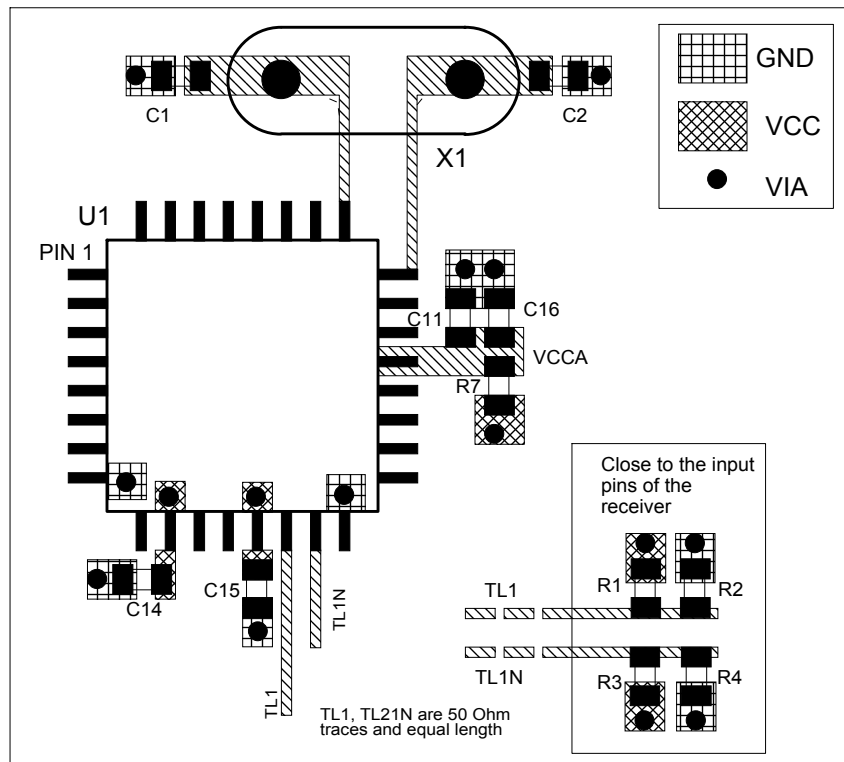 C1
C2
X1
GND
VCC
VIA
U1
PIN 1
C11
C16
VCCA
R7
C14
C15
TL1
TL1N
TL1, TL21N are 50 Ohm
traces and equal length
Close to the input
pins of the
receiver
R1
R2
TL1
TL1N
R3
R4